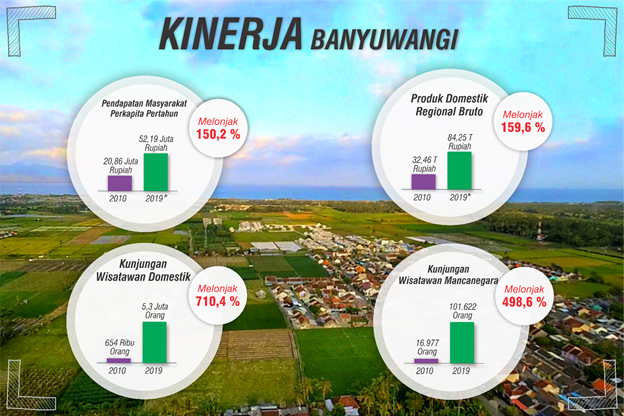 KINERJA BANYUWANGI
Pendapatan Masyarakat
Perkapita Pertahun
Melonjak
150,2 %
52,19 Juta
Rupiah
20,86 Juta
Rupiah
2010 2019*
Produk Domestik
Regional Bruto
Melonjak
159,6 %
84,25 T
Rupiah
32,46 T
Rupiah
2010 2019*
Kunjungan
Wisatawan Domestik
Melonjak
710,4 %
5,3 Juta
Orang
654 Ribu
Orang
2010 2019
Kunjungan
Wisatawan Mancanegara
Melonjak
498,6 %
101.622
Orang
16.977
Orang
2010 2019